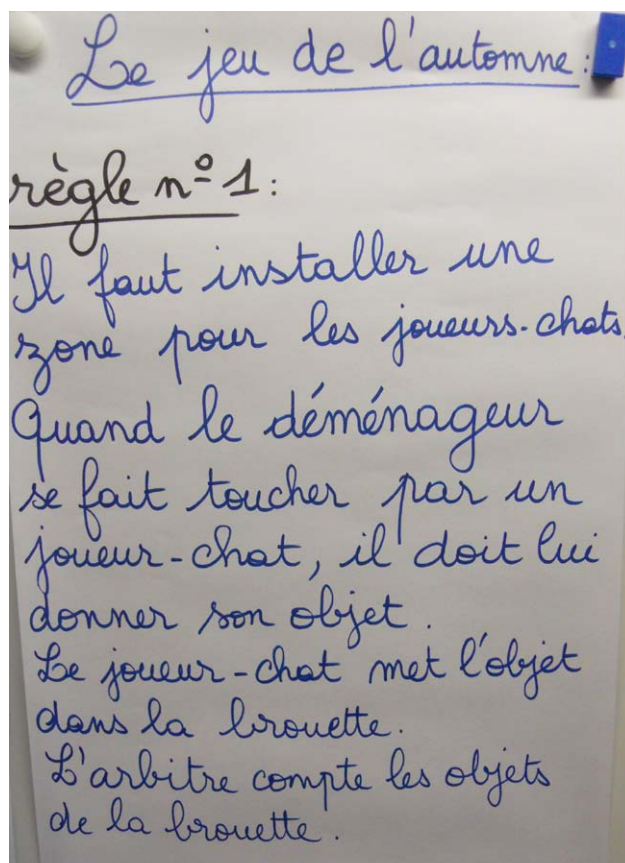 Le jeu de l'automne:
règle nº 1:
Il faut installer une
zone pour les joueurs-chats.
Quand le déménageur
se fait toucher par un
joueur-chat, il doit lui
donner son objet.
Le joueur-chat met l'objet
dans la brouette.
L'arbitre compte les objets
de la brouette.